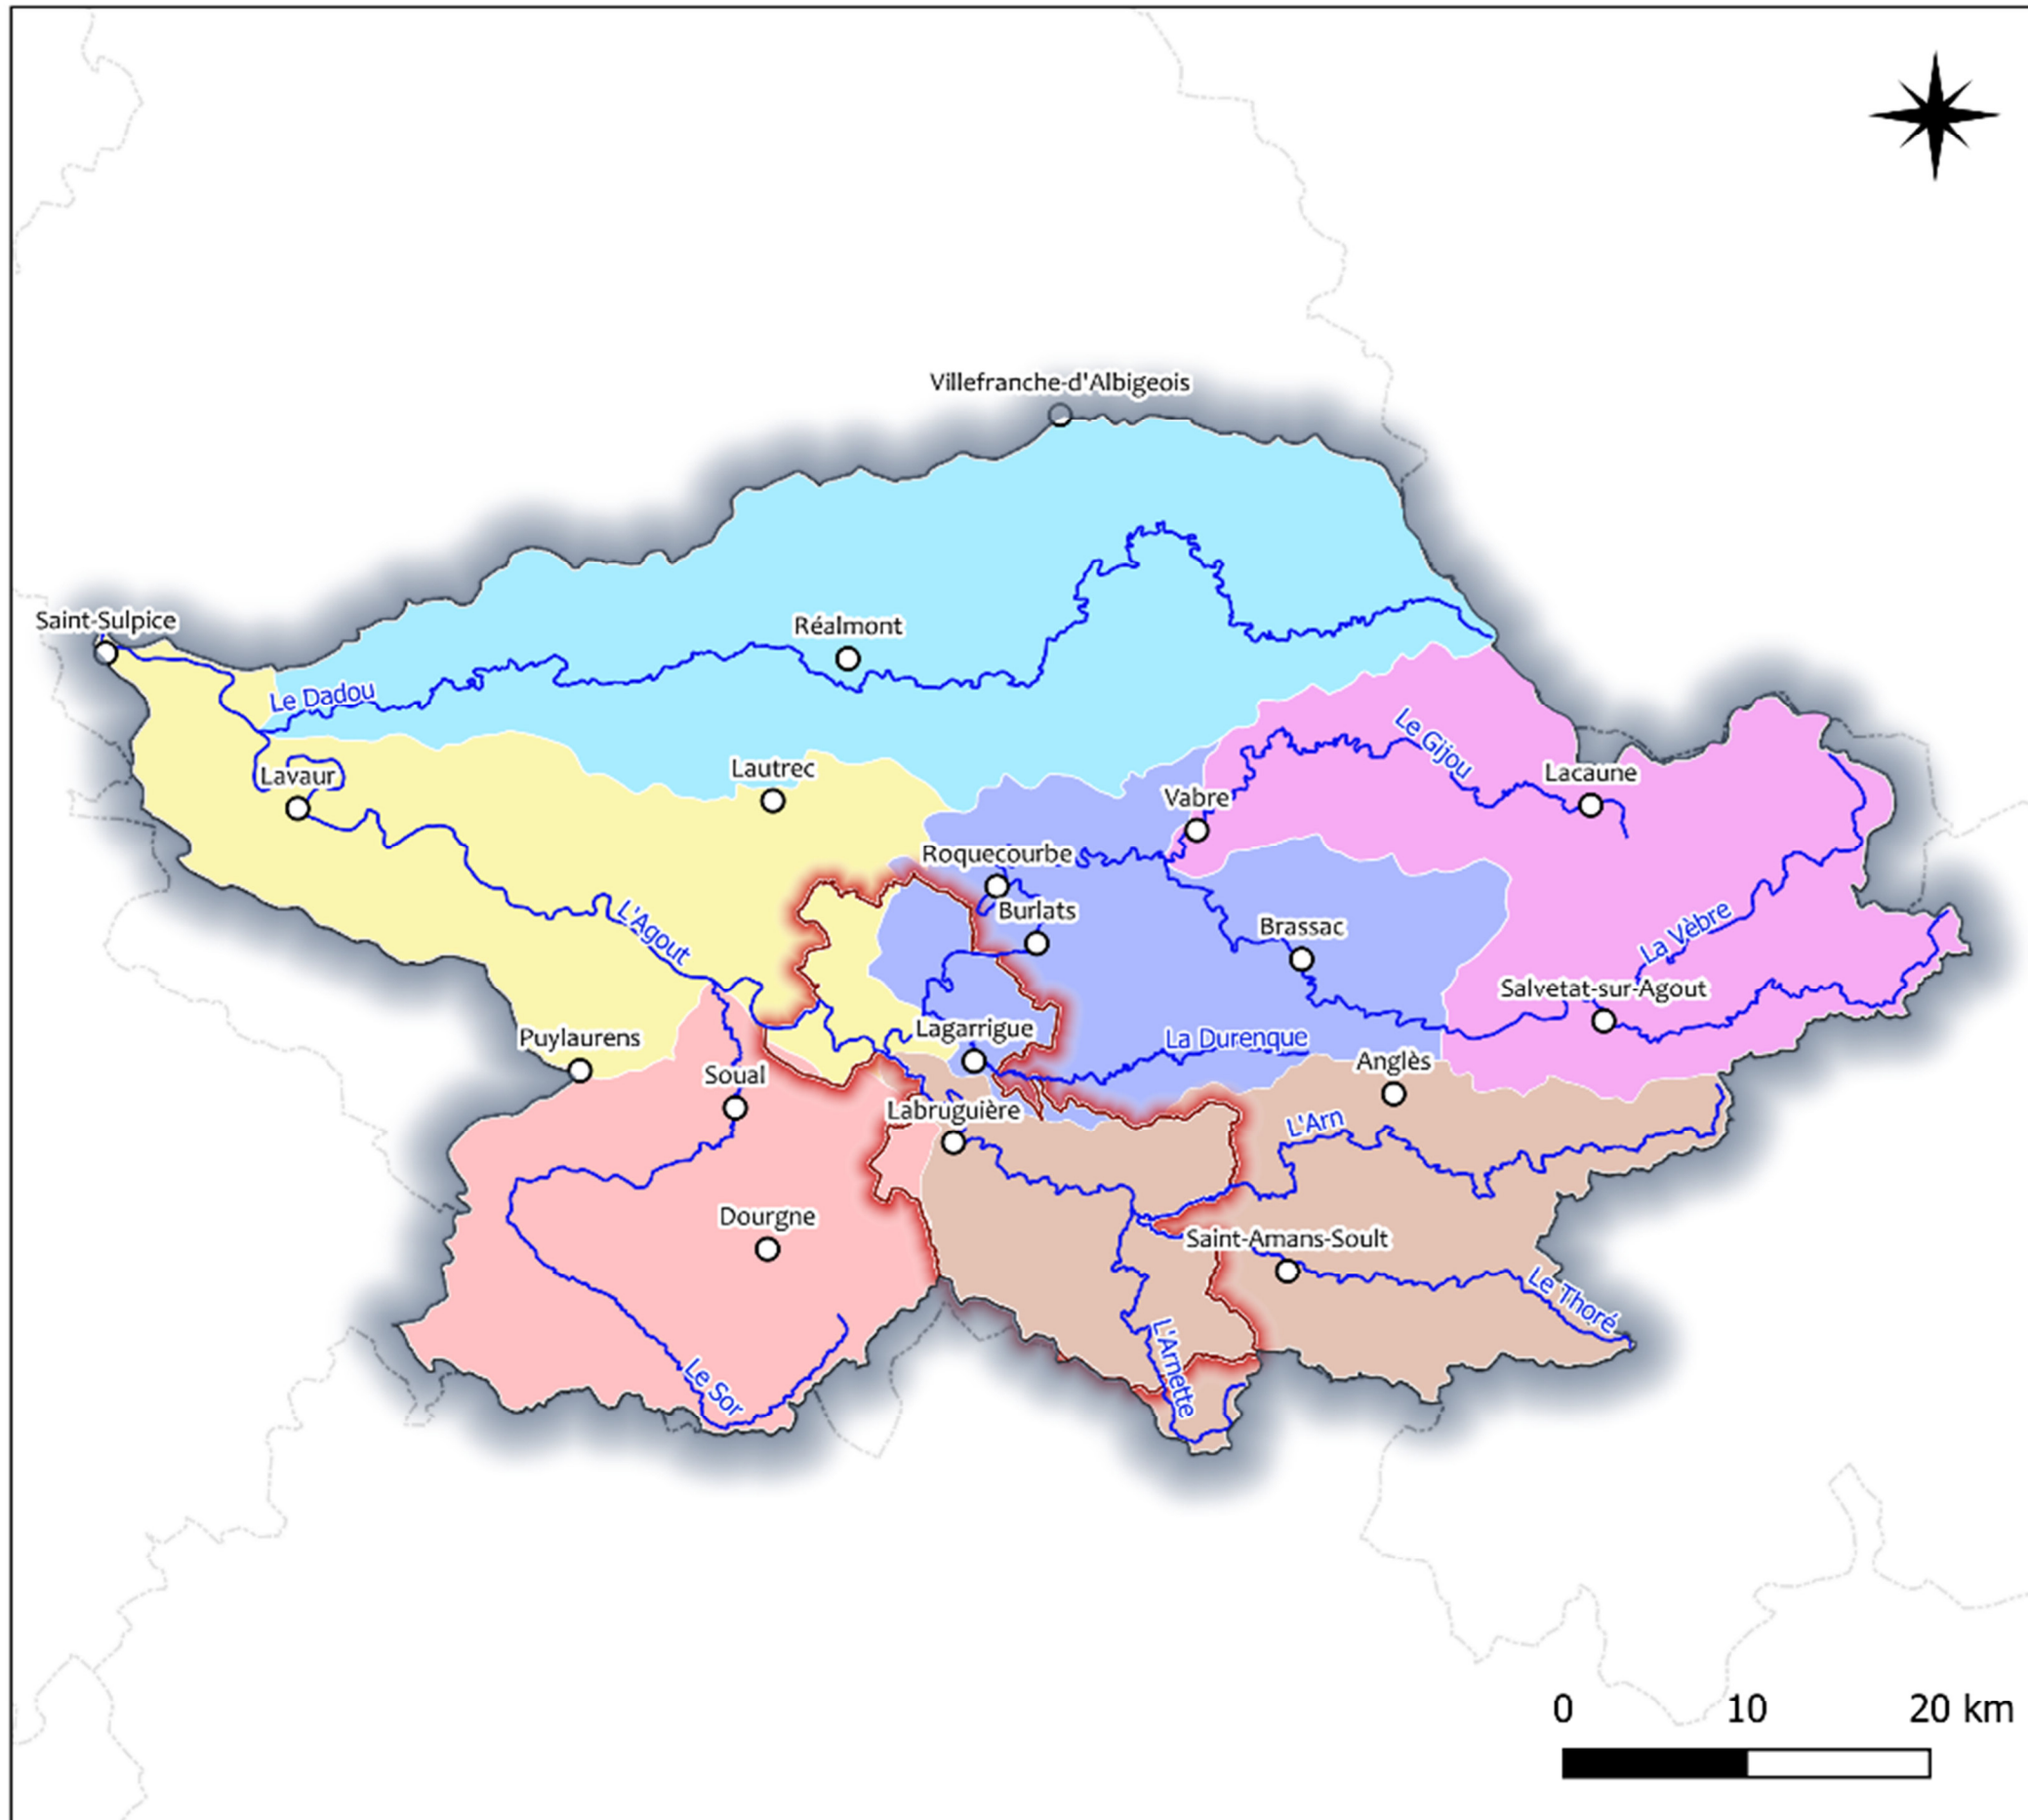 Villefranche-d'Albigeois
Saint-Sulpice
Réalmont
Le Dadou
Le Gijou
Lavaur
Lautrec
Lacaune
Vabre
Roquecourbe
Burlats
L'Agout
Brassac
La Vèbre
Salvetat-sur-Agout
Puylaurens
Lagarrigue
La Durenque
Soual
Anglès
Labruguière
L'Arn
Dourgne
Saint-Amans-Soult
Le Thoré
L'Arnette
Le Sor
0 10 20 km